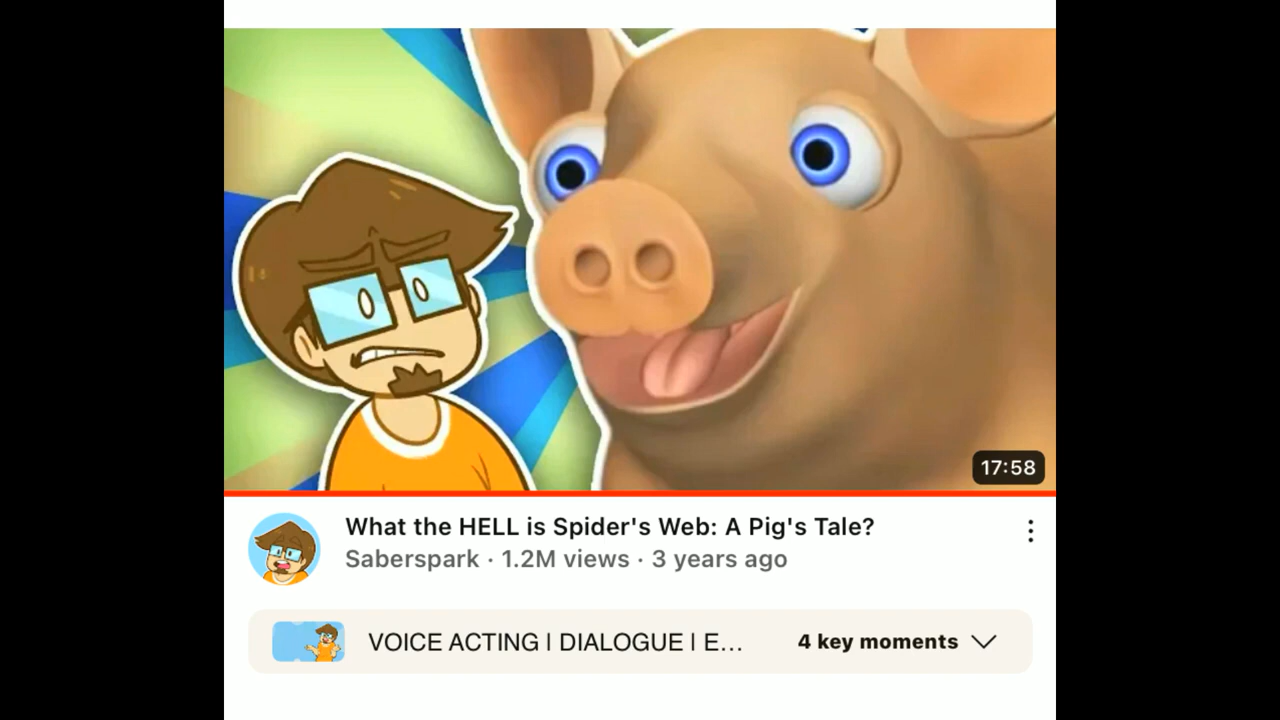 17:58
What the HELL is Spider's Web: A Pig's Tale?
Saberspark · 1.2M views · 3 years ago
VOICE ACTING | DIALOGUE | E... 4 key moments